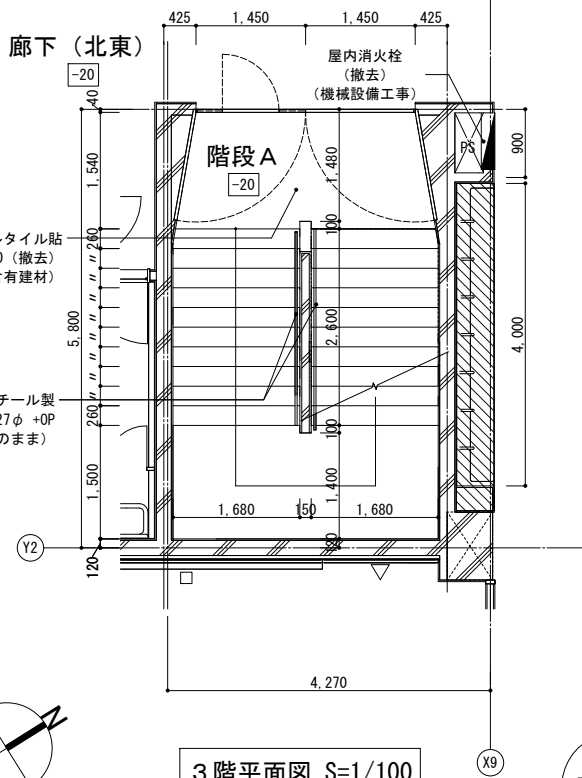 425
1,450
1,450
425
廊下（北東）
-20
屋内消火栓
（撤去）
（機械設備工事）
40
PS
900
階段A
-20
1,540
1,480
100
ルタイル貼
（撤去）
含有建材）
260
〃
〃
〃
〃
〃
〃
〃
〃
260
5,800
2,600
4,000
チール製
27φ +OP
のまま）
100
1,500
1,400
1,680
150
1,680
Y2
120
120
4,270
N
X9
3階平面図 S=1/100